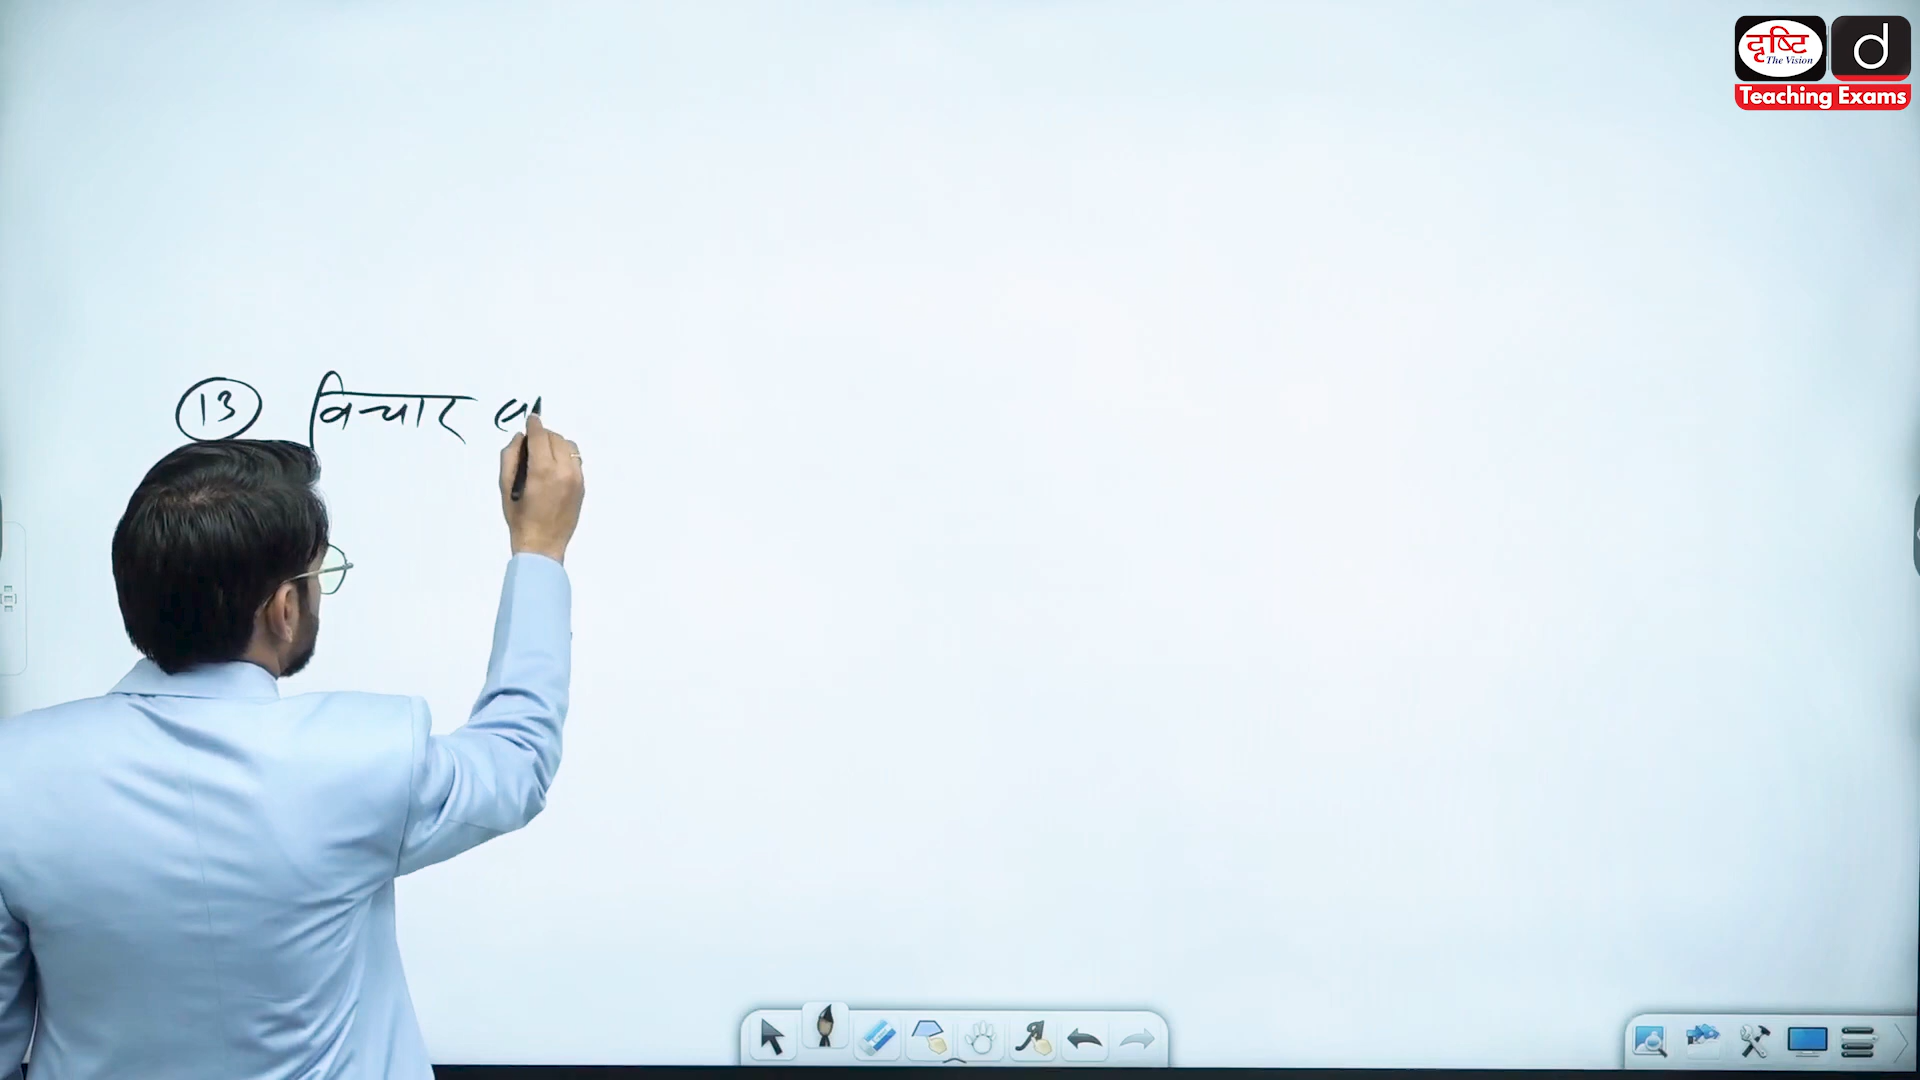 दृष्टि
The Vision
d
Teaching Exams
13 विचार